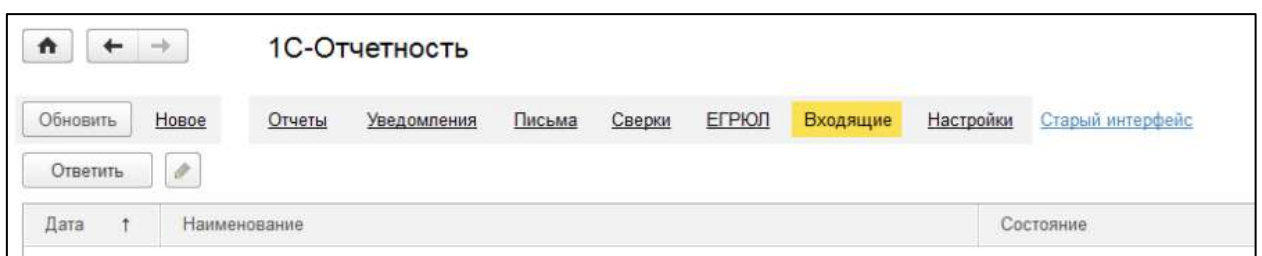 1С-Отчетность
Обновить Новое Отчеты Уведомления Письма Сверки ЕГРЮЛ Входящие Настройки Старый интерфейс
Ответить
Дата ↑ Наименование Состояние